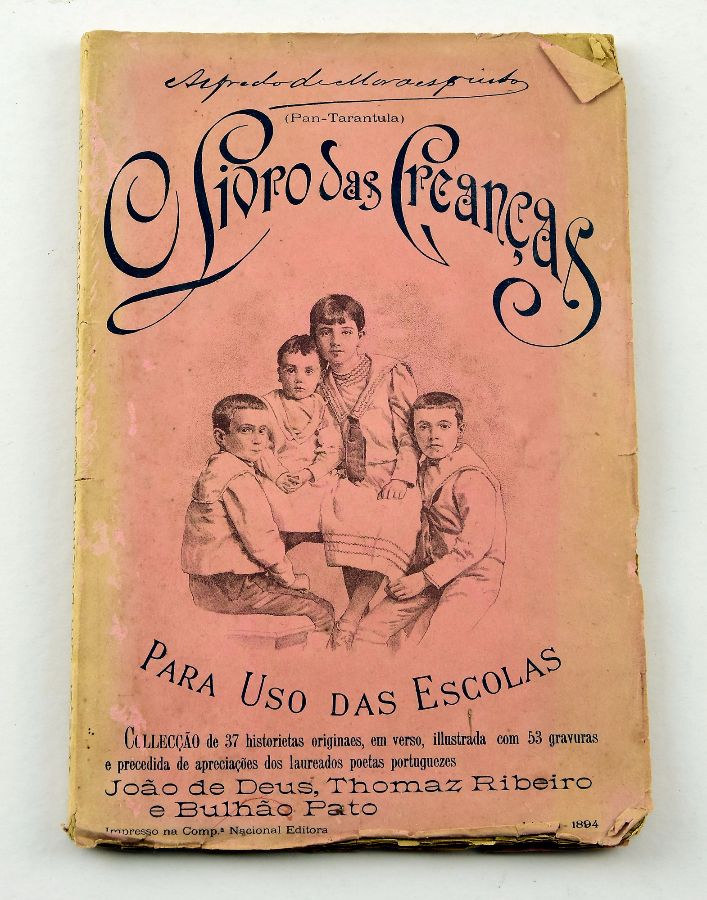 Alfredo de Moraes Pinto
(Pan-Tarantula)
O Livro das Creanças
PARA USO DAS ESCOLAS
COLLECÇÃO de 37 historietas originaes, em verso, illustrada com 53 gravuras
e precedida de apreciações dos laureados poetas portuguezes
João de Deus, Thomaz Ribeiro
e Bulhão Pato
Impresso na Comp.ª Nacional Editora
1894